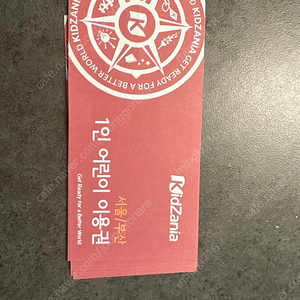 KIDZANIA GET READY FOR A BETTER WORLD KIDZANIA
K
KidZania
서울/부산
1인 어린이 이용권
Get Ready for a Better World